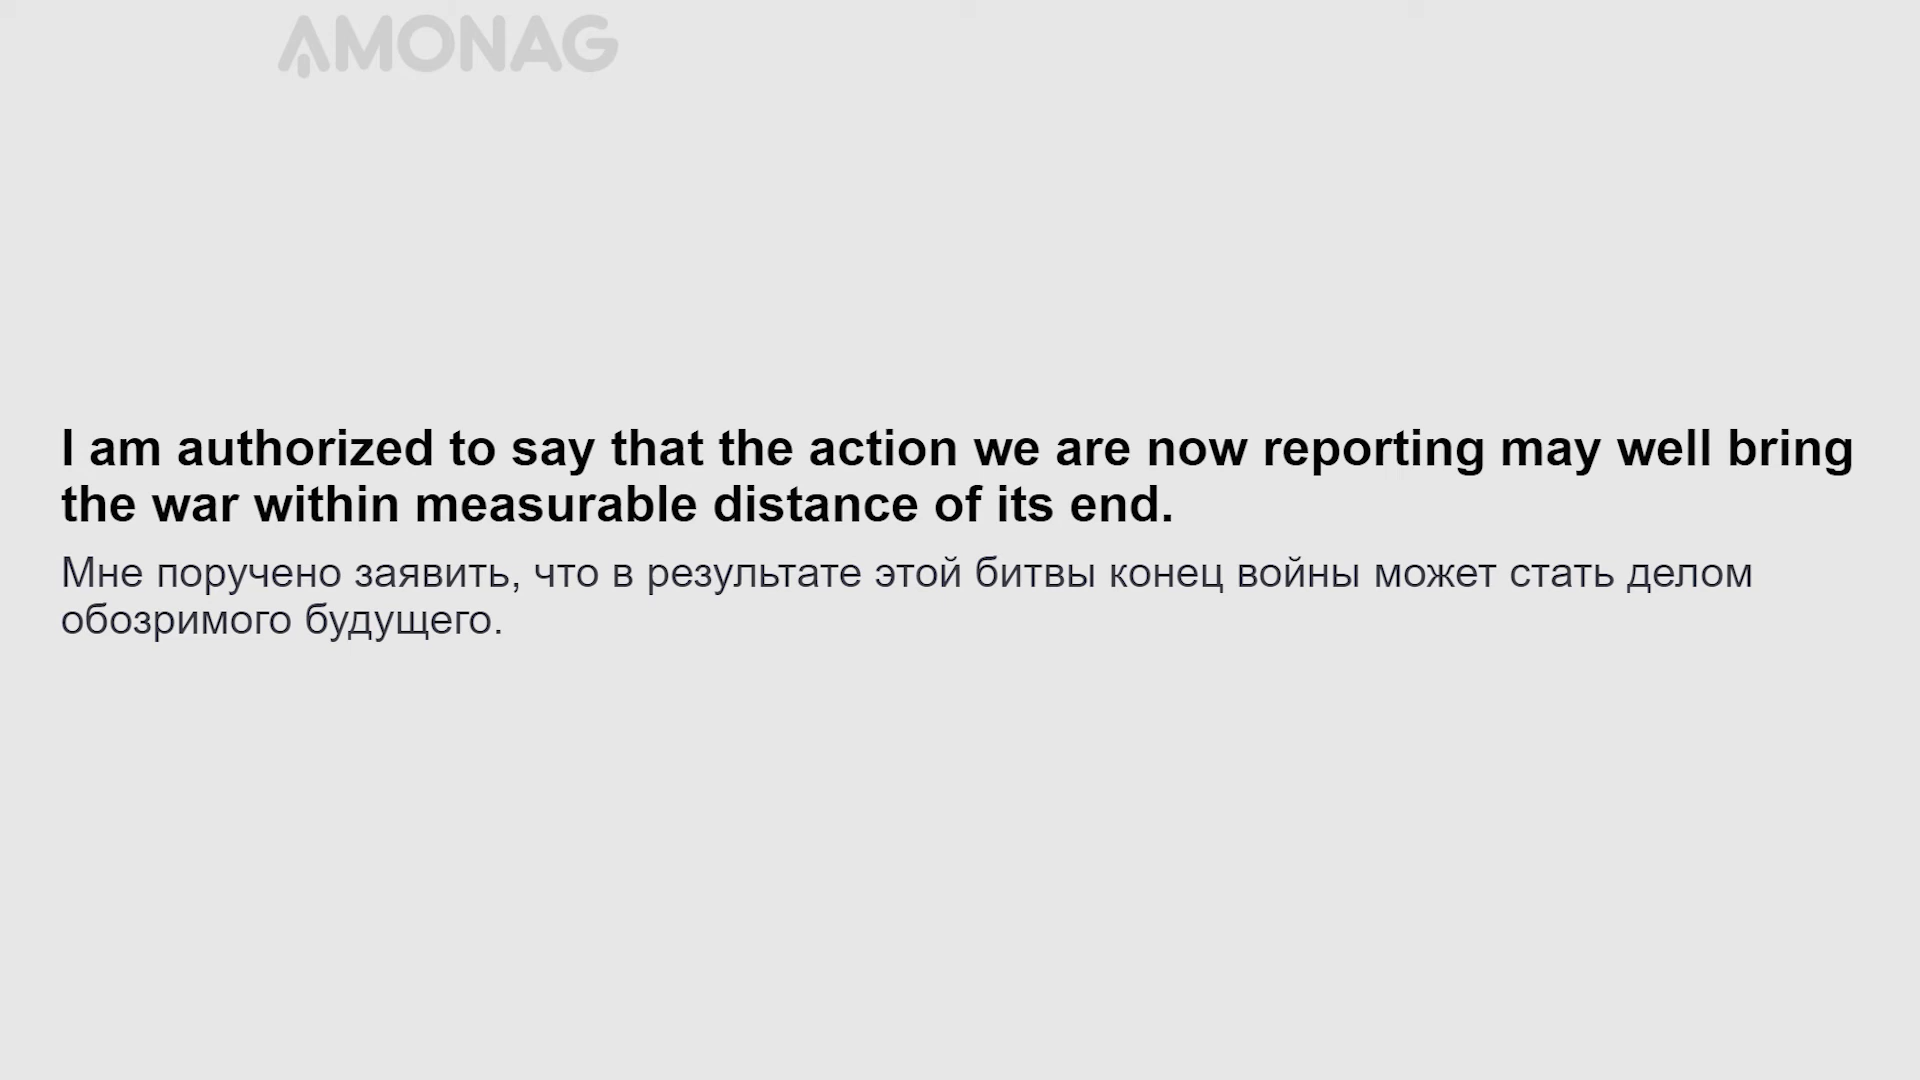 AMONAG
I am authorized to say that the action we are now reporting may well bring
the war within measurable distance of its end.
Мне поручено заявить, что в результате этой битвы конец войны может стать делом
обозримого будущего.